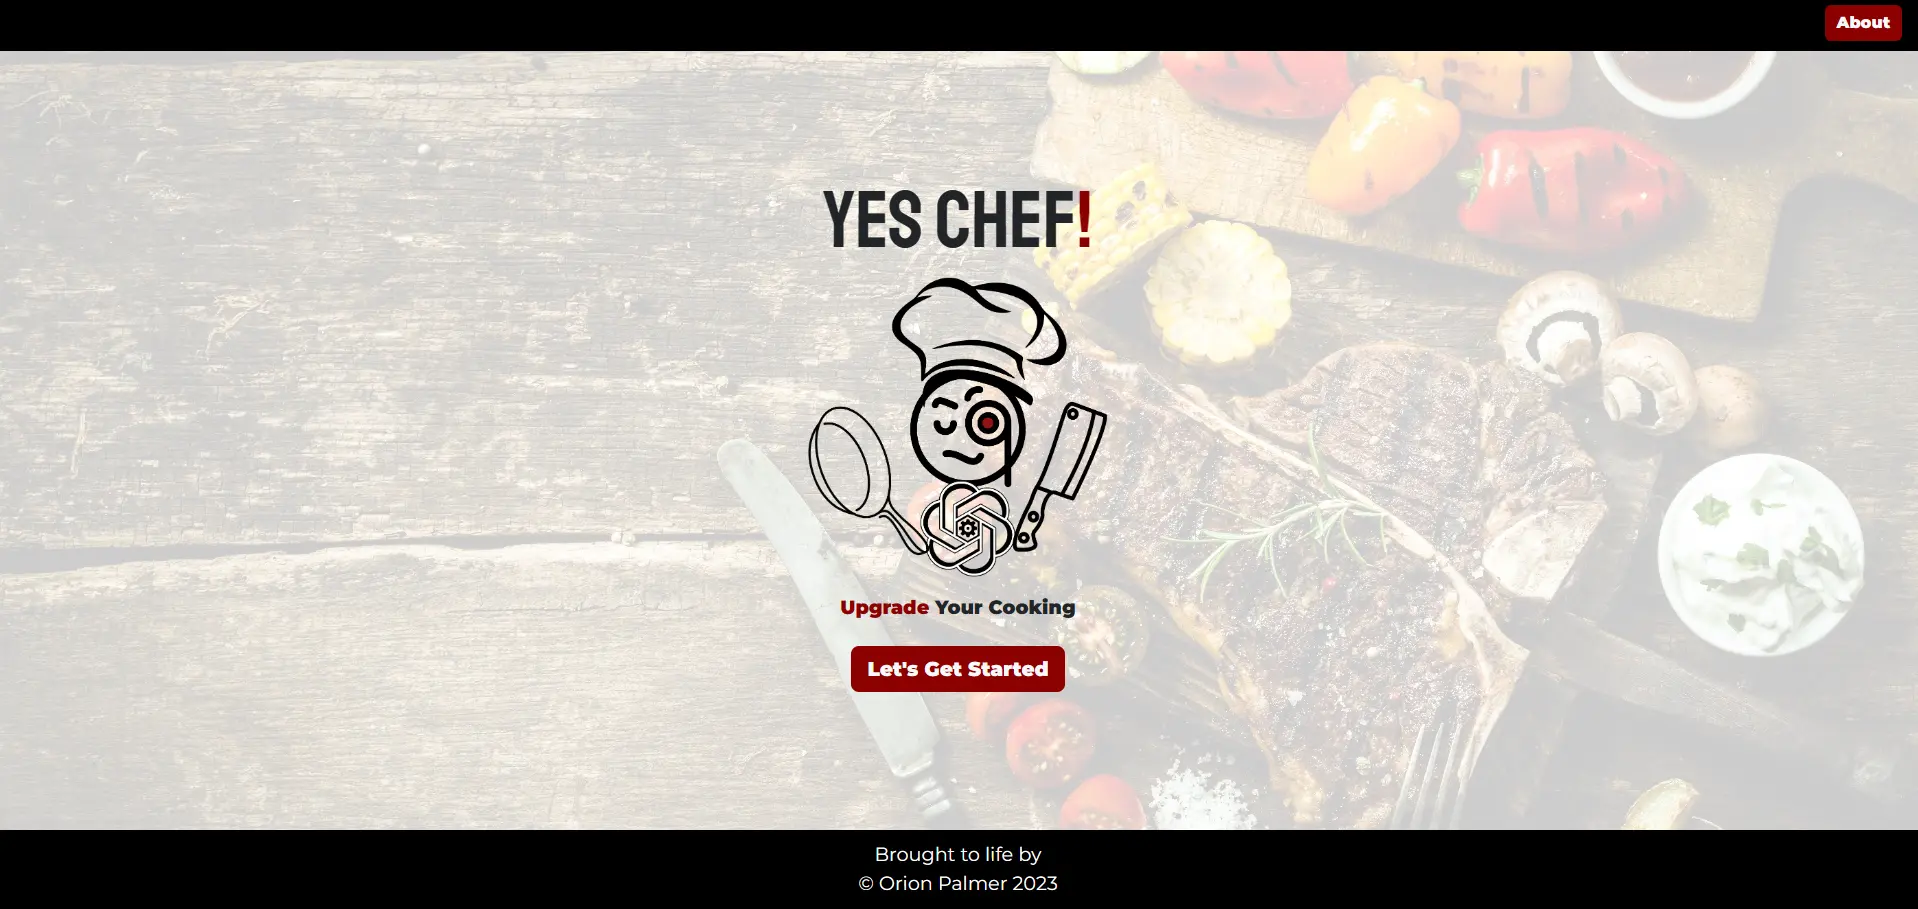 About
YES CHEF!
Upgrade Your Cooking
Let's Get Started
Brought to life by
© Orion Palmer 2023